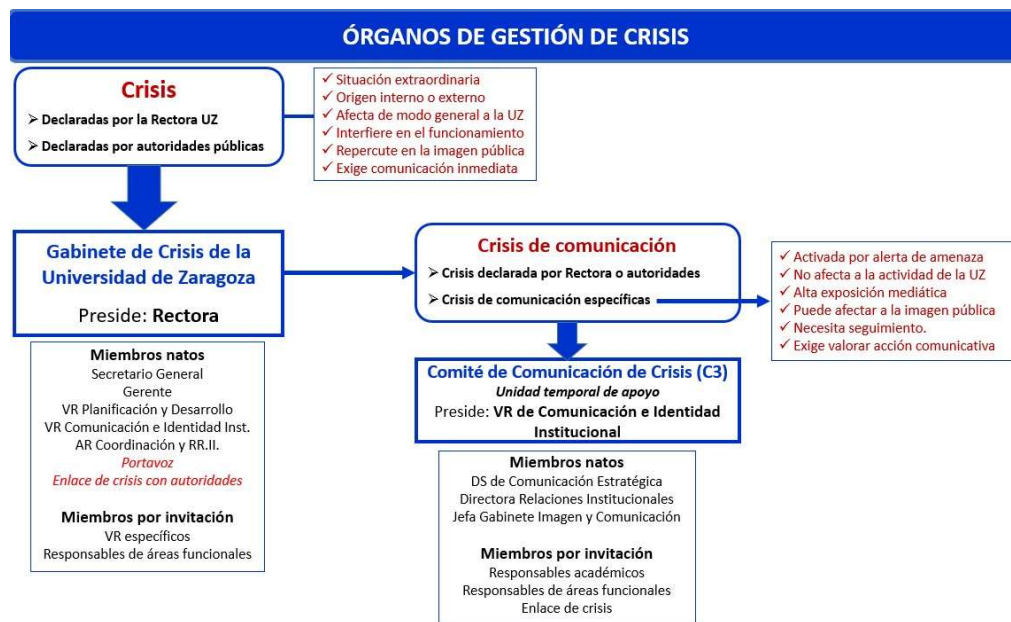 ÓRGANOS DE GESTIÓN DE CRISIS
Crisis
➢ Declaradas por la Rectora UZ
➢ Declaradas por autoridades públicas
✓ Situación extraordinaria
✓ Origen interno o externo
✓ Afecta de modo general a la UZ
✓ Interfiere en el funcionamiento
✓ Repercute en la imagen pública
✓ Exige comunicación inmediata
Gabinete de Crisis de la
Universidad de Zaragoza
Preside: Rectora
Miembros natos
Secretario General
Gerente
VR Planificación y Desarrollo
VR Comunicación e Identidad Inst.
AR Coordinación y RR.II.
Portavoz
Enlace de crisis con autoridades
Miembros por invitación
VR específicos
Responsables de áreas funcionales
Crisis de comunicación
➢ Crisis declarada por Rectora o autoridades
➢ Crisis de comunicación específicas
✓ Activada por alerta de amenaza
✓ No afecta a la actividad de la UZ
✓ Alta exposición mediática
✓ Puede afectar a la imagen pública
✓ Necesita seguimiento.
✓ Exige valorar acción comunicativa
Comité de Comunicación de Crisis (C3)
Unidad temporal de apoyo
Preside: VR de Comunicación e Identidad
Institucional
Miembros natos
DS de Comunicación Estratégica
Directora Relaciones Institucionales
Jefa Gabinete Imagen y Comunicación
Miembros por invitación
Responsables académicos
Responsables de áreas funcionales
Enlace de crisis